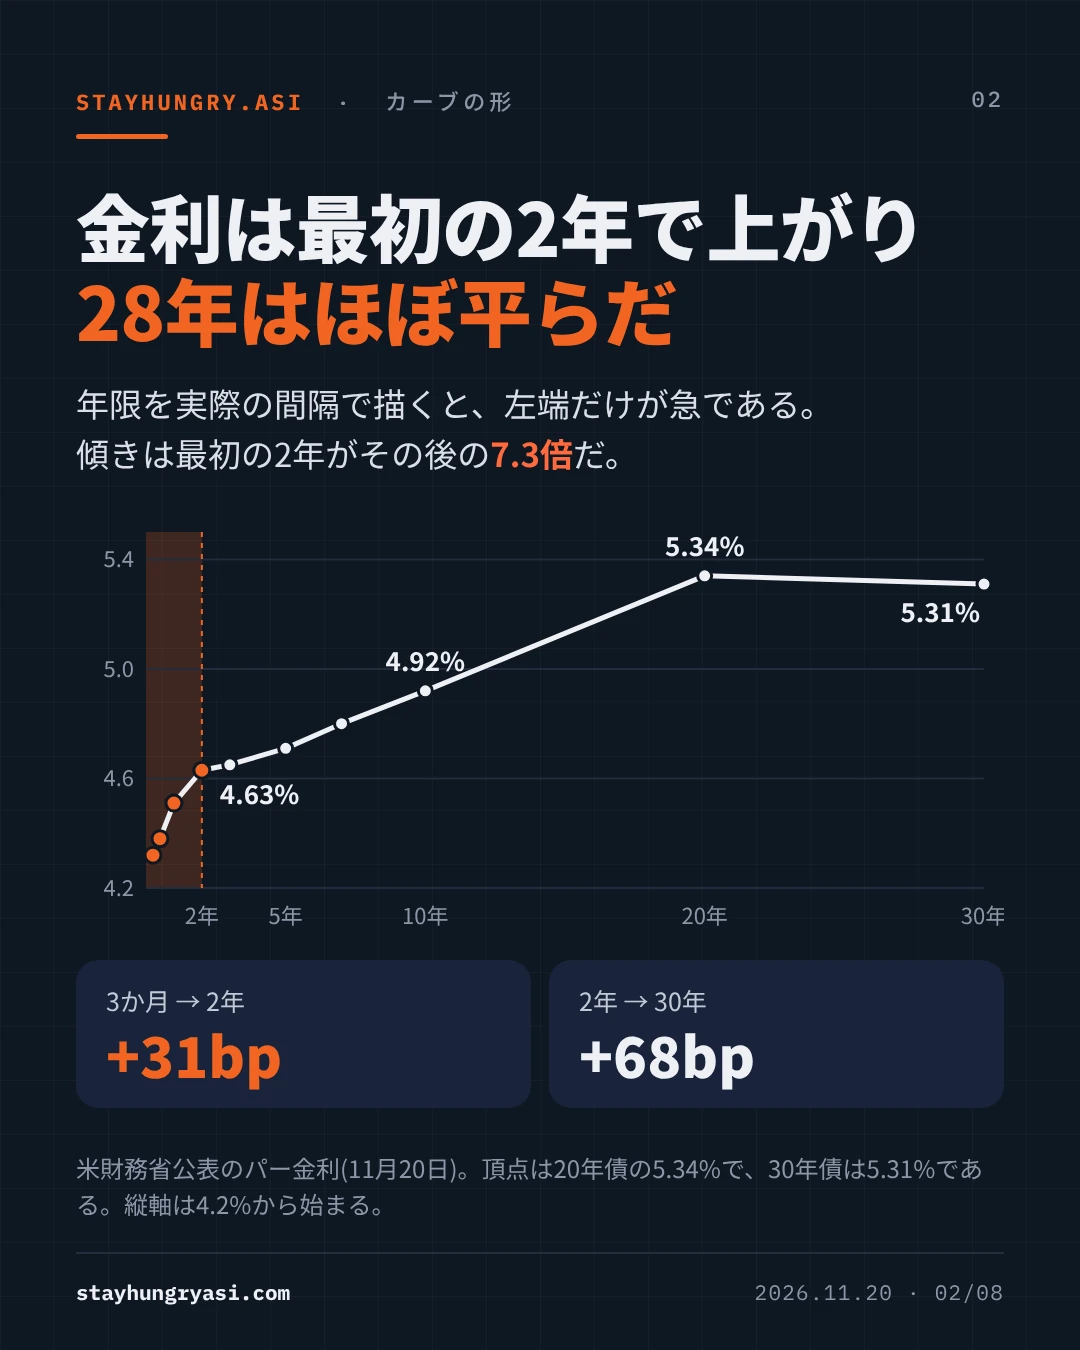 STAYHUNGRY.ASI · カーブの形
02
金利は最初の2年で上がり
28年はほぼ平らだ
年限を実際の間隔で描くと、左端だけが急である。
傾きは最初の2年がその後の7.3倍だ。
5.4
5.0
4.6
4.2
5.34%
5.31%
4.92%
4.63%
2年
5年
10年
20年
30年
3か月 → 2年
+31bp
2年 → 30年
+68bp
米財務省公表のパー金利(11月20日)。頂点は20年債の5.34%で、30年債は5.31%であ
る。縦軸は4.2%から始まる。
stayhungryasi.com
2026.11.20 · 02/08